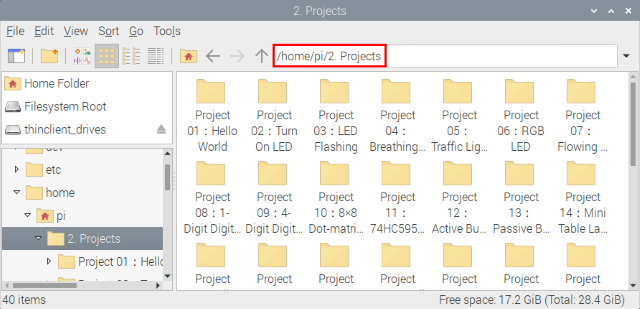 2. Projects
File Edit View Sort Go Tools
/home/pi/2. Projects
Home Folder
Filesystem Root
thinclient_drives
dev
etc
home
pi
2. Projects
Project 01：Hello
Project
01：Hello
World
Project
02：Turn
On LED
Project
03：LED
Flashing
Project
04：
Breathing...
Project
05：
Traffic Lig...
Project
06：RGB
LED
Project
07：
Flowing ...
Project
08：1-
Digit Digit...
Project
09：4-
Digit Digit...
Project
10：8×8
Dot-matri...
Project
11：
74HC595...
Project
12：
Active Bu...
Project
13：
Passive B...
Project
14：Mini
Table La...
Project
Project
Project
Project
Project
Project
Project
40 items
Free space: 17.2 GiB (Total: 28.4 GiB)